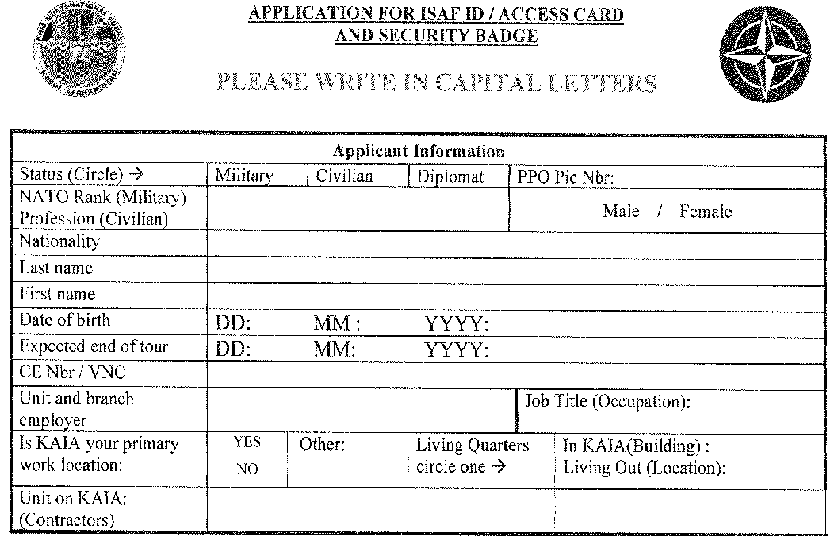 APPLICATION FOR ISAF ID / ACCESS CARD
AND SECURITY BADGE
PLEASE WRITE IN CAPITAL LETTERS
Applicant Information
Status (Circle) → Military Civilian Diplomat PPO Pic Nbr:
NATO Rank (Military)
Profession (Civilian) Male / Female
Nationality
Last name
First name
Date of birth DD: MM : YYYY:
Expected end of tour DD: MM: YYYY:
CE Nbr / VNC
Unit and branch
employer Job Title (Occupation):
Is KAIA your primary YES Other: Living Quarters In KAIA(Building) :
work location: NO circle one → Living Out (Location):
Unit on KAIA:
(Contractors)